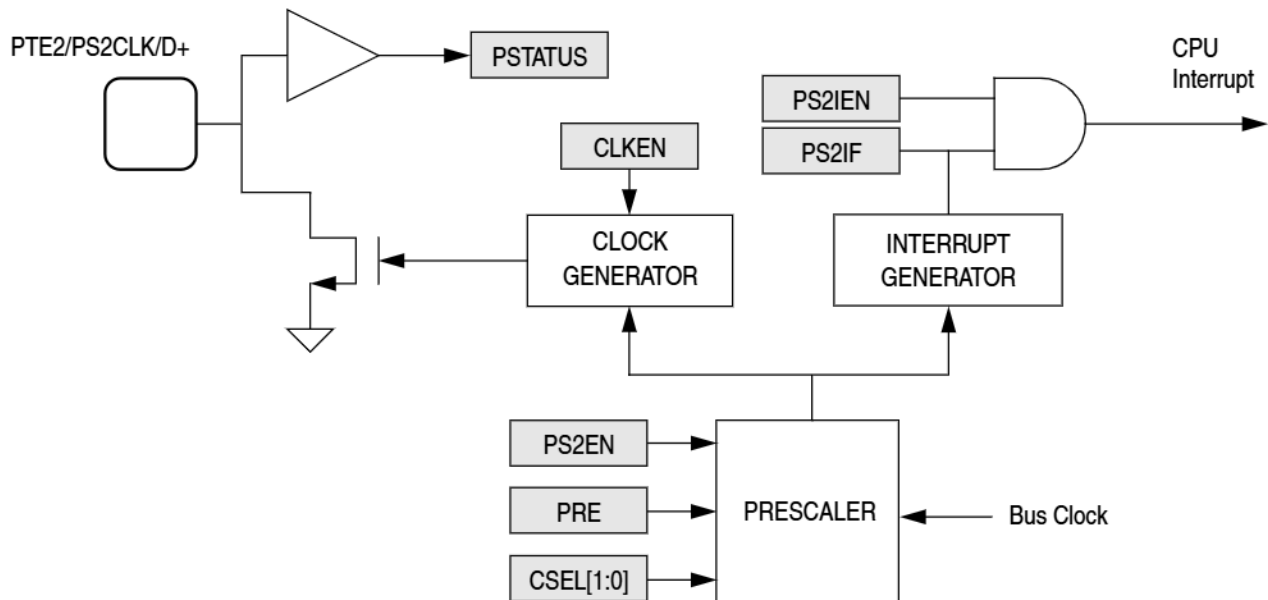 PTE2/PS2CLK/D+
PSTATUS
CPU
Interrupt
PS2IEN
PS2IF
CLKEN
CLOCK
GENERATOR
INTERRUPT
GENERATOR
PS2EN
PRE
CSEL[1:0]
PRESCALER
Bus Clock